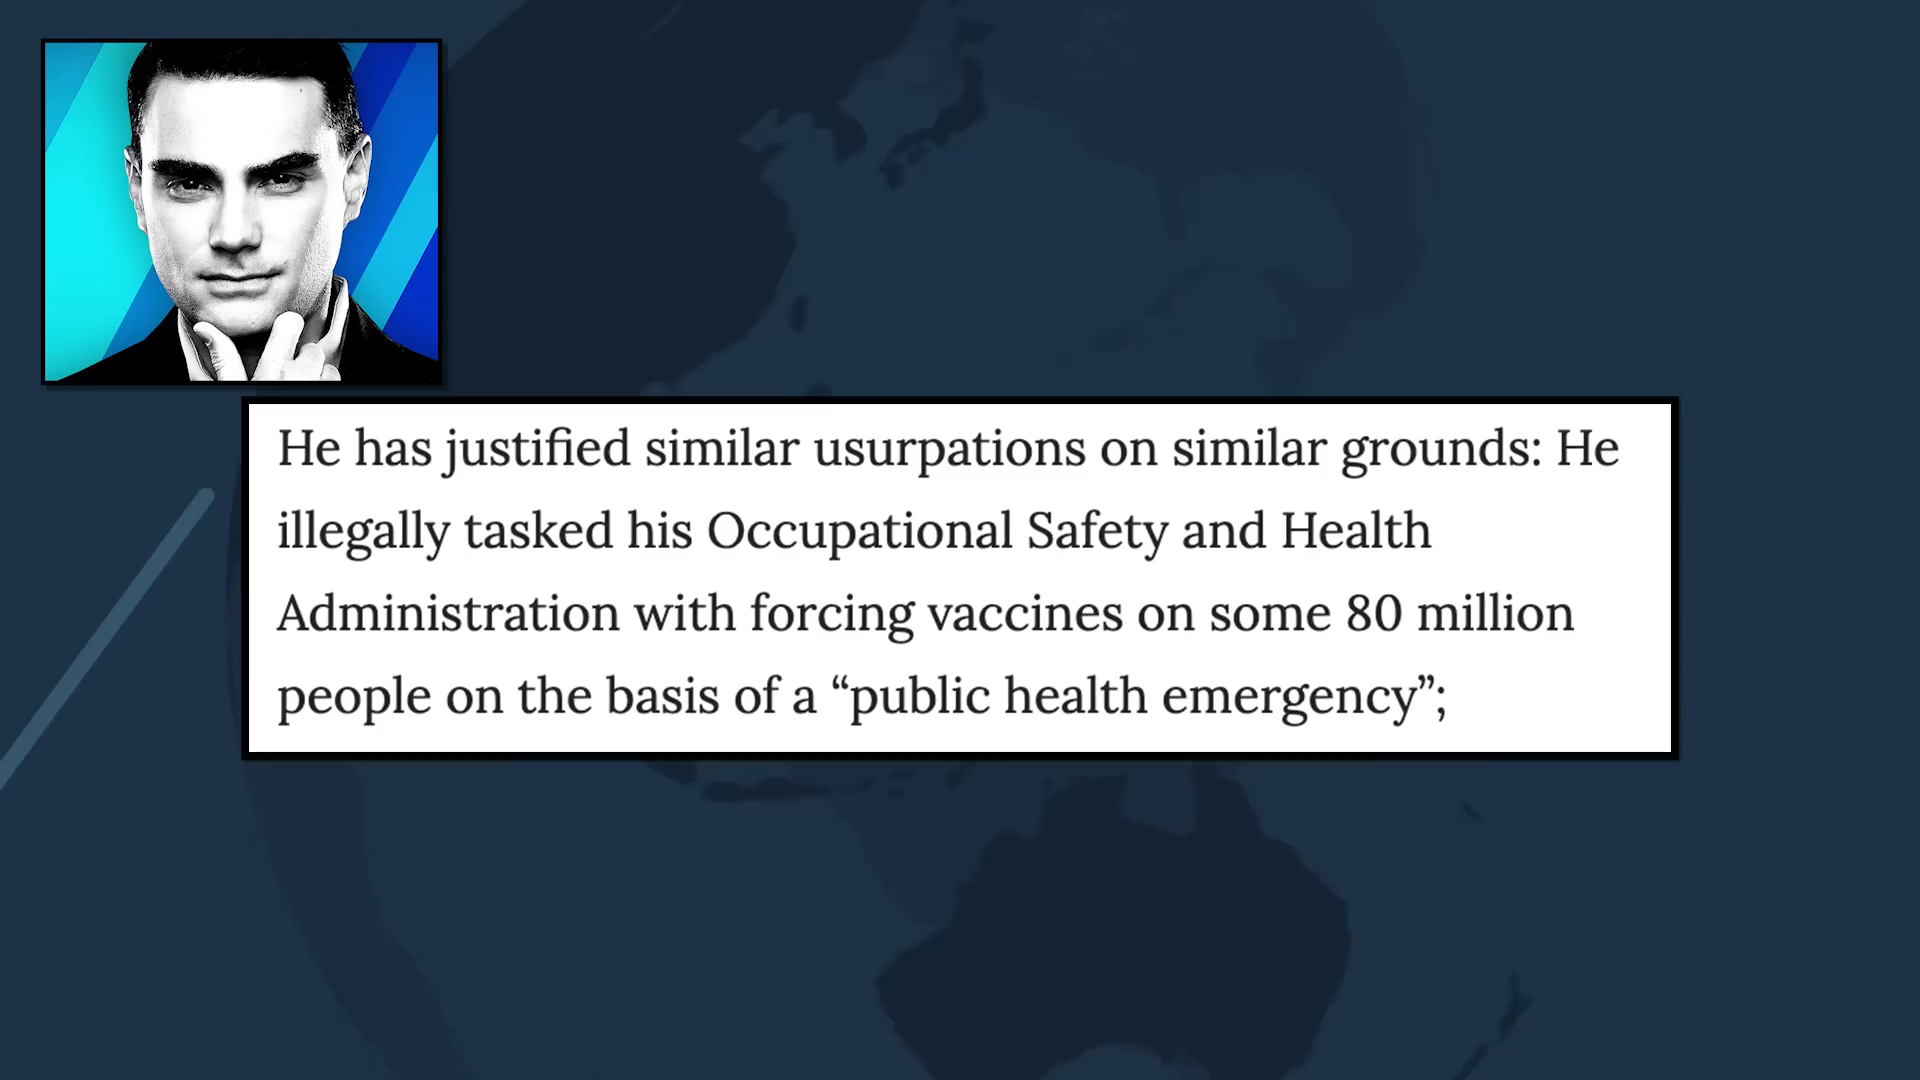 He has justified similar usurpations on similar grounds: He
illegally tasked his Occupational Safety and Health
Administration with forcing vaccines on some 80 million
people on the basis of a “public health emergency”;